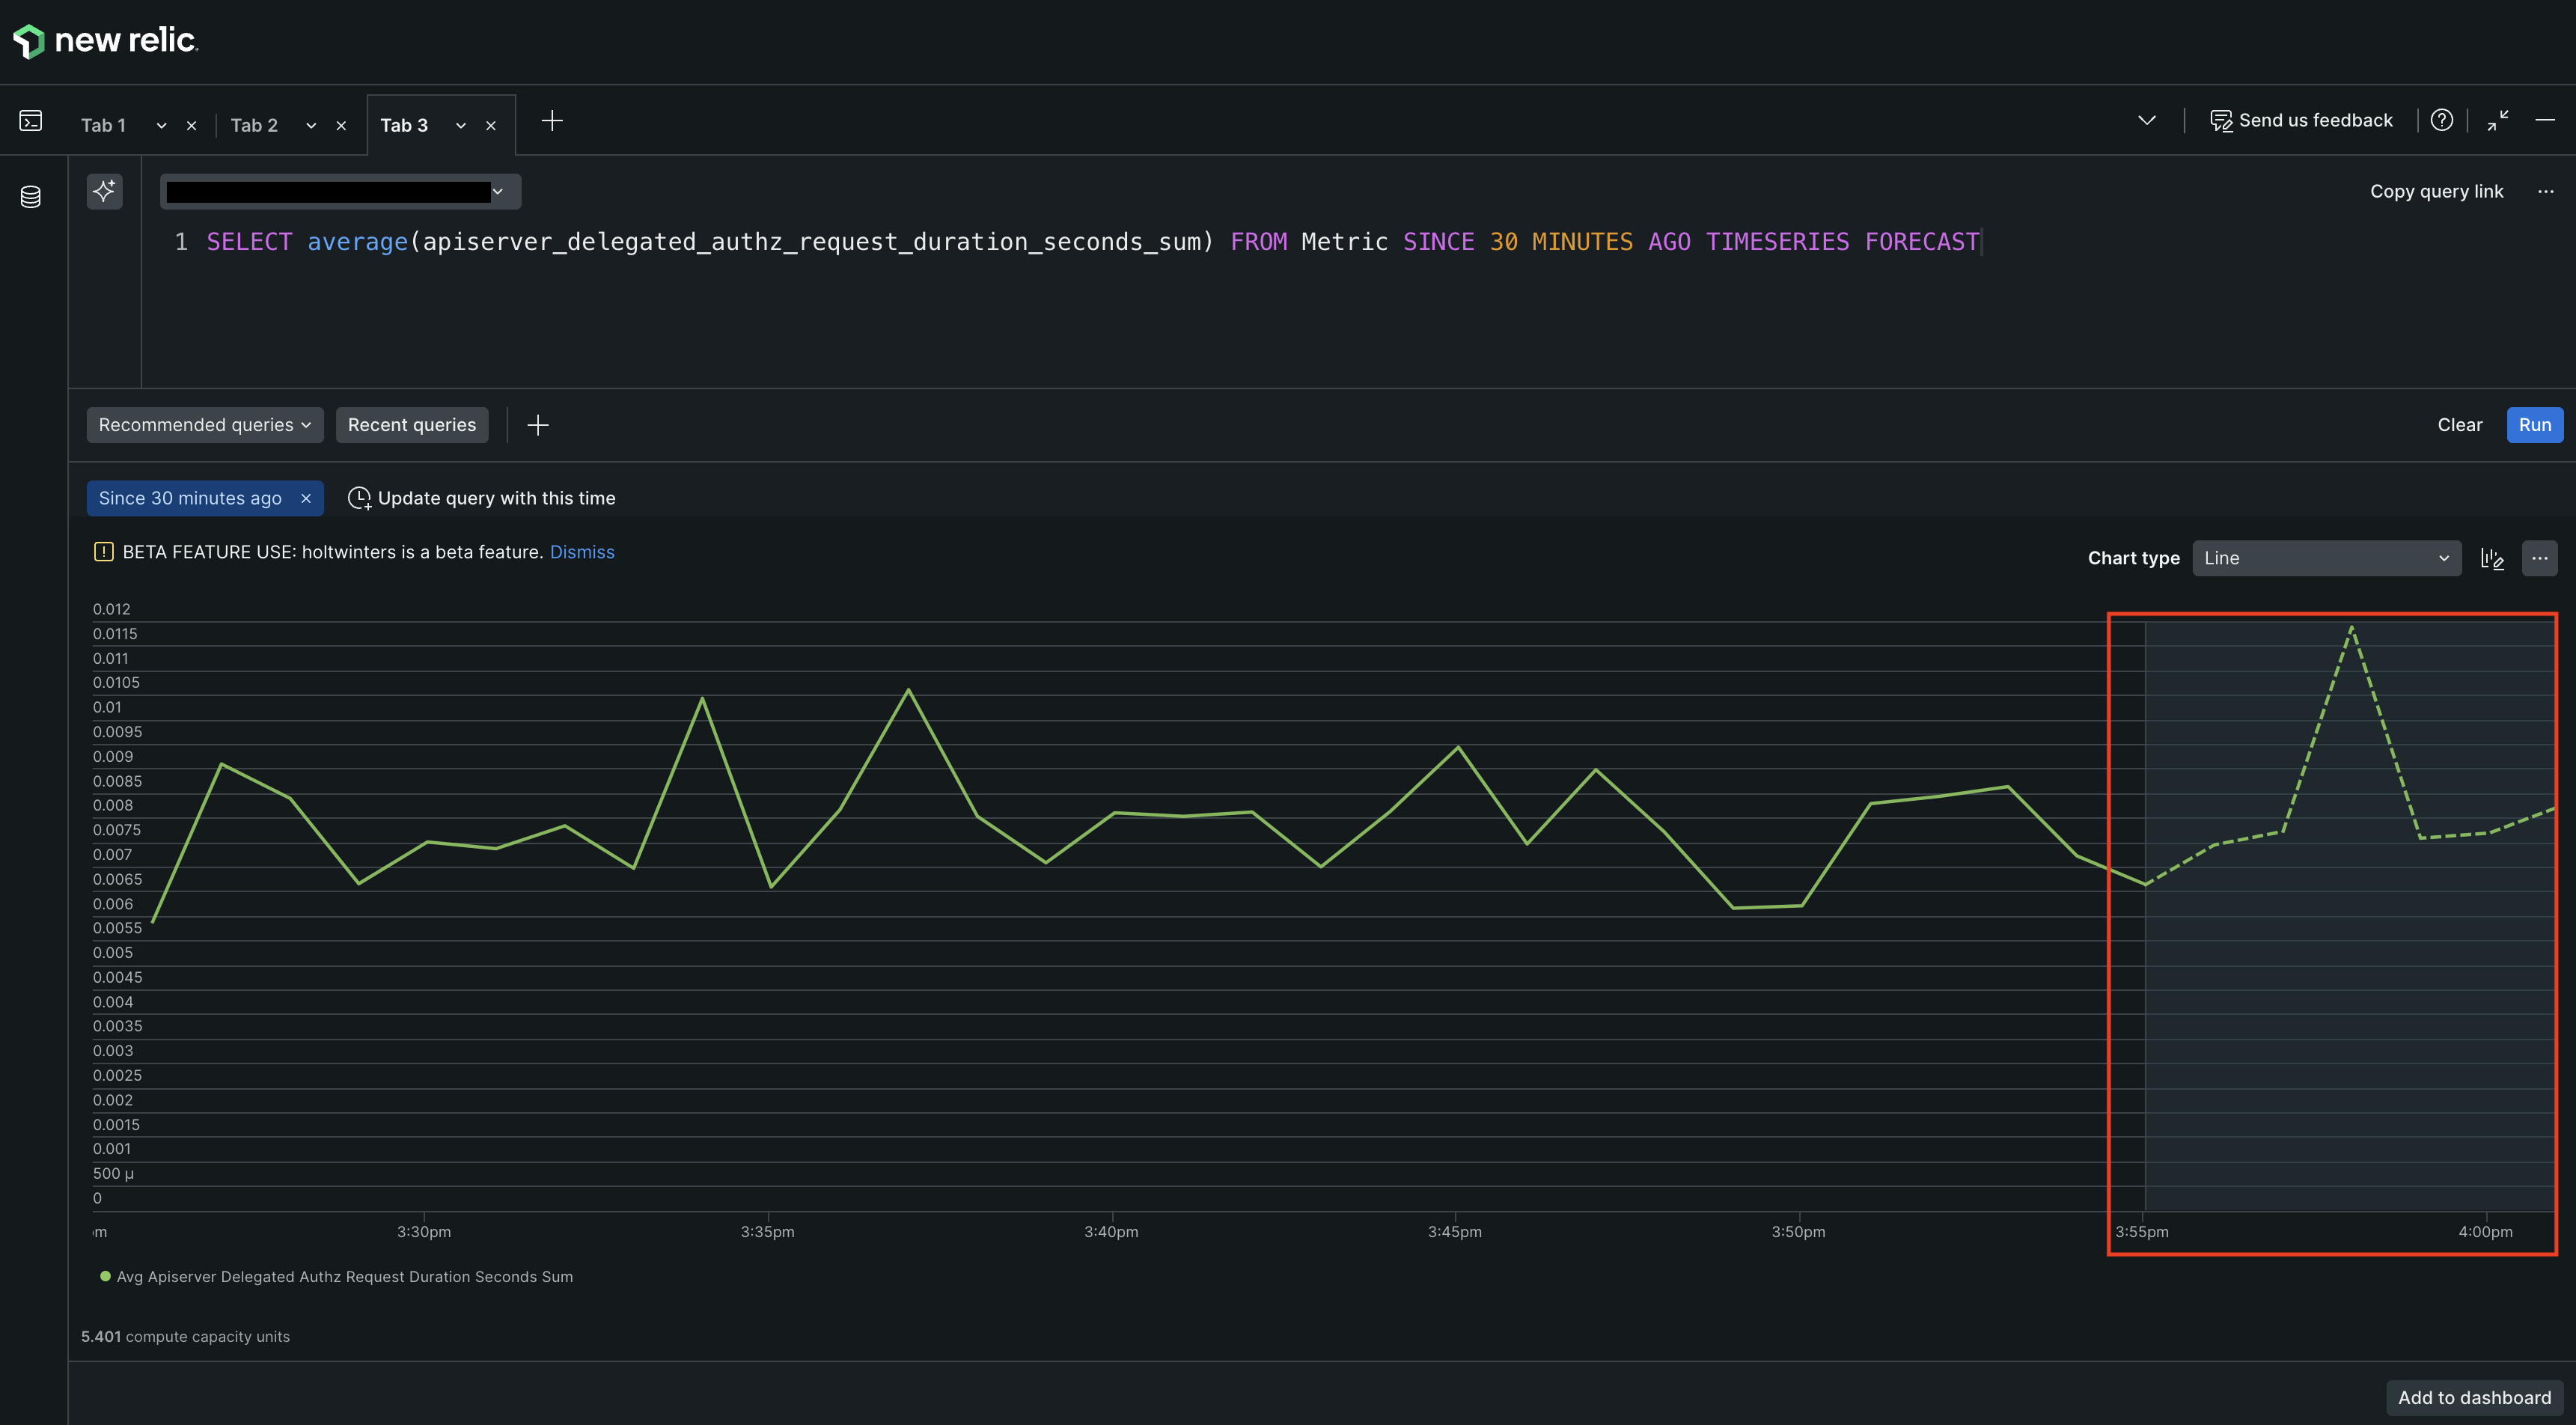 new relic
Tab 1
Tab 2
Tab 3
Send us feedback
Copy query link
1 SELECT average(apiserver_delegated_authz_request_duration_seconds_sum) FROM Metric SINCE 30 MINUTES AGO TIMESERIES FORECAST
Recommended queries
Recent queries
Clear
Run
Since 30 minutes ago
Update query with this time
BETA FEATURE USE: holtwinters is a beta feature. Dismiss
Chart type
Line
0.012
0.0115
0.011
0.0105
0.01
0.0095
0.009
0.0085
0.008
0.0075
0.007
0.0065
0.006
0.0055
0.005
0.0045
0.004
0.0035
0.003
0.0025
0.002
0.0015
0.001
500 µ
0
3:30pm
3:35pm
3:40pm
3:45pm
3:50pm
3:55pm
4:00pm
Avg Apiserver Delegated Authz Request Duration Seconds Sum
5.401 compute capacity units
Add to dashboard